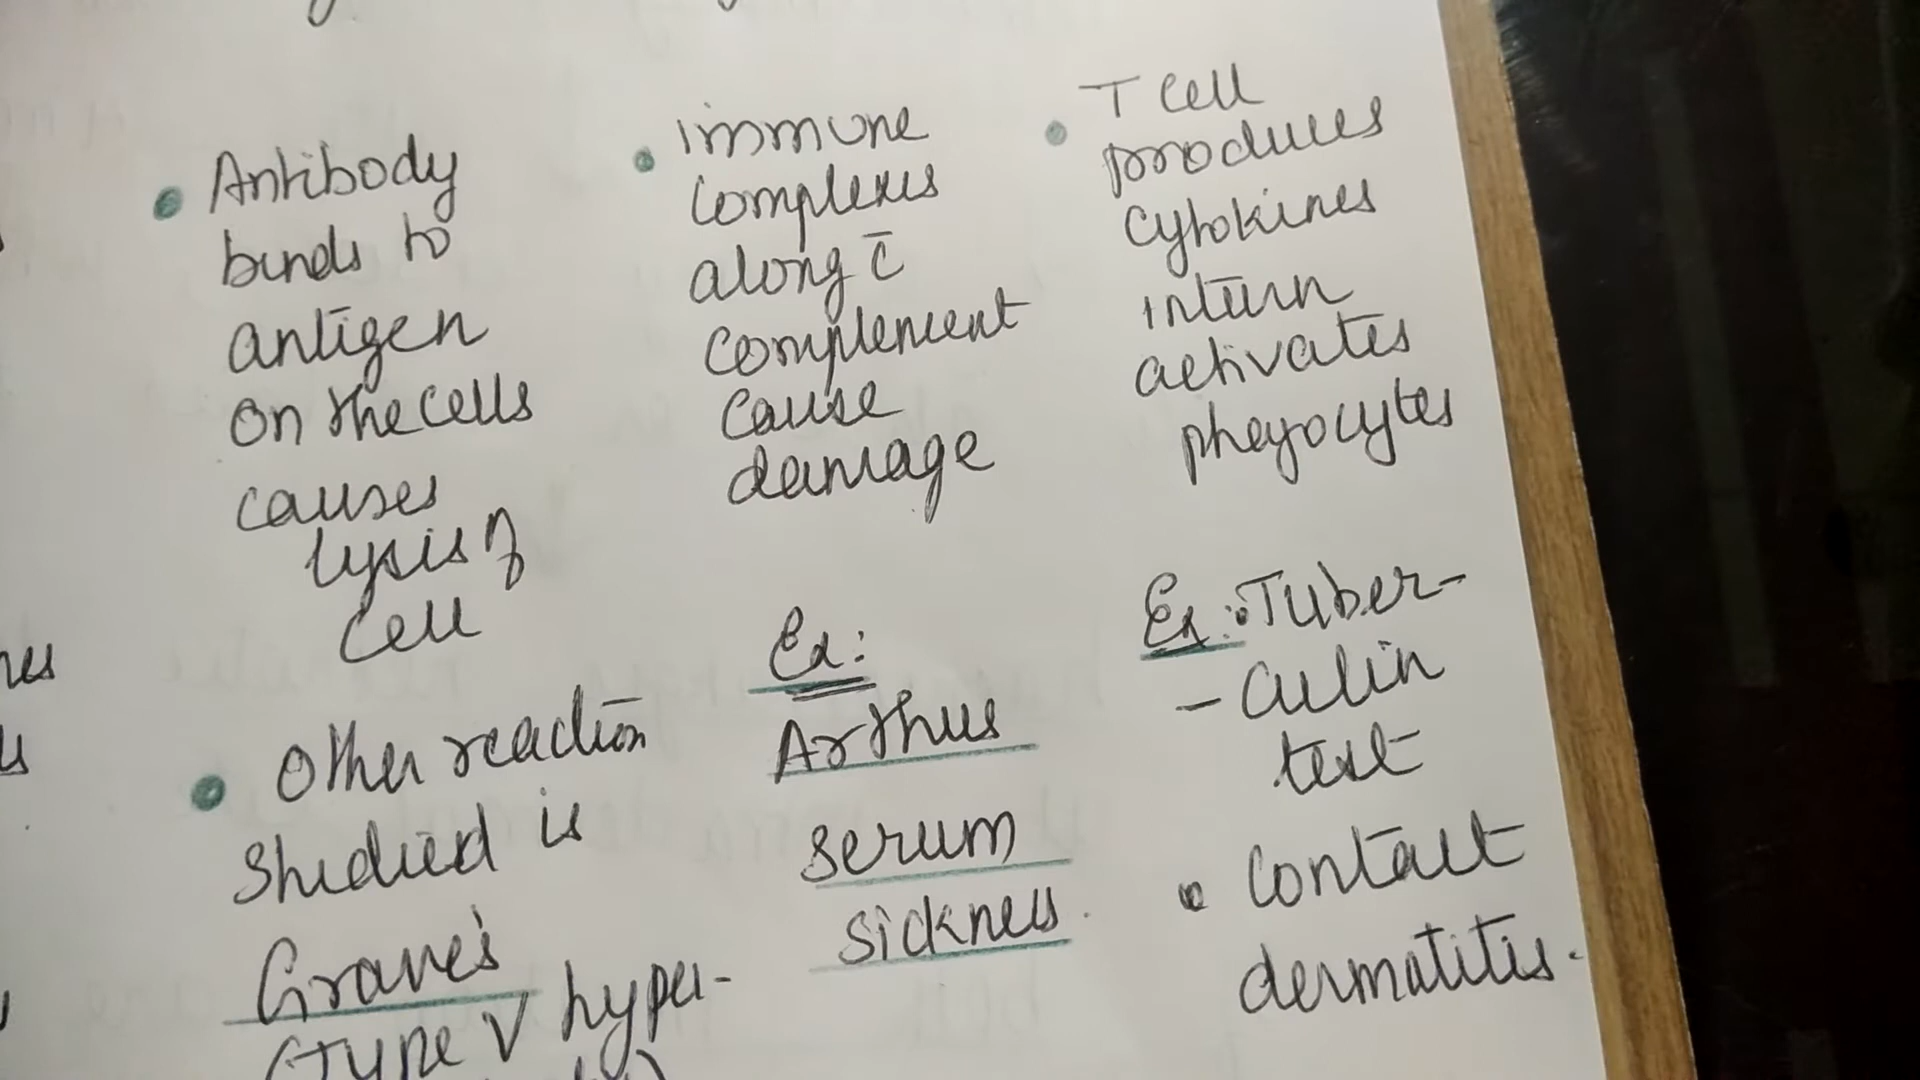 Antibody
binds to
antigen
on the cells
causes
lysis of
cell
Other reaction
studied is
Grave's
(Type V hyper-
immune
complexes
along c̄
complement
cause
damage
Ex:
Arthus
serum
sickness.
T cell
produces
cytokines
inturn
activates
phagocytes
Ex: Tuber-
- culin
test
contact
dermatitis.